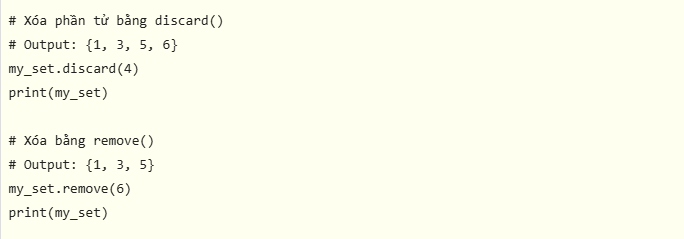 # Xóa phần tử bằng discard()
# Output: {1, 3, 5, 6}
my_set.discard(4)
print(my_set)
# Xóa bằng remove()
# Output: {1, 3, 5}
my_set.remove(6)
print(my_set)